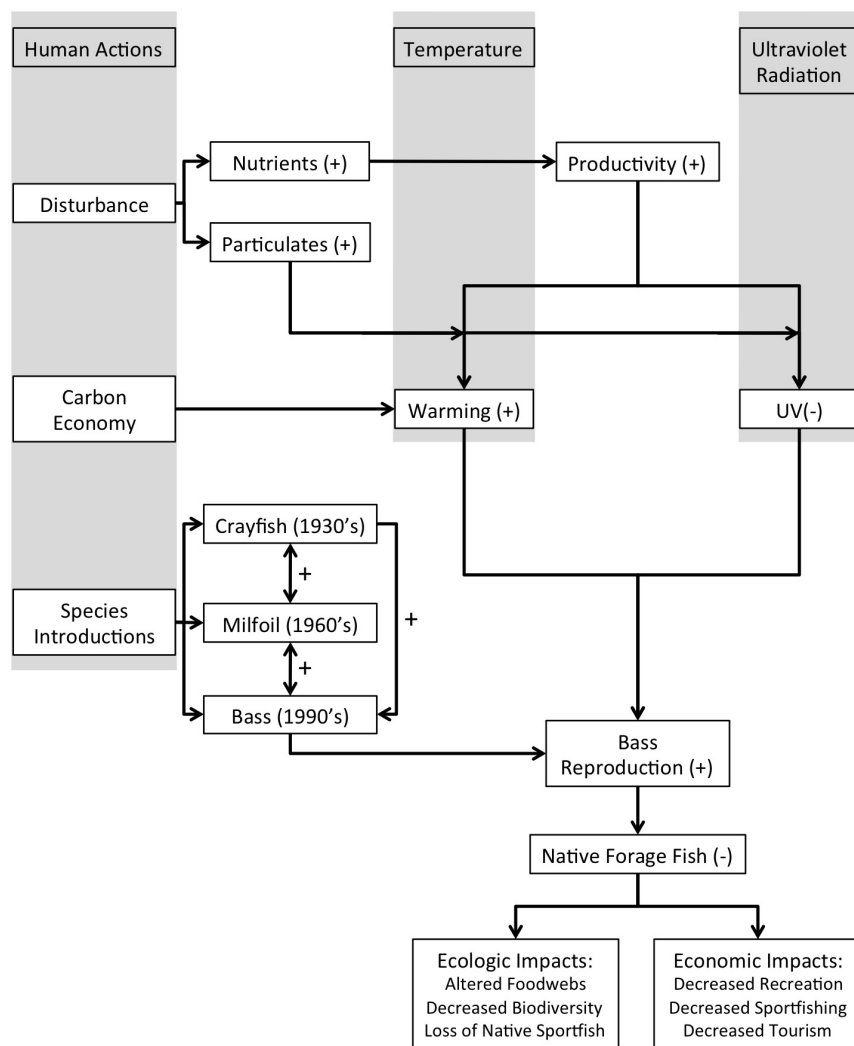 Human Actions
Temperature
Ultraviolet
Radiation
Nutrients (+)
Productivity (+)
Disturbance
Particulates (+)
Carbon
Economy
Warming (+)
UV(-)
Crayfish (1930's)
+
Species
Introductions
Milfoil (1960's)
+
+
Bass (1990's)
Bass
Reproduction (+)
Native Forage Fish (-)
Ecologic Impacts:
Altered Foodwebs
Decreased Biodiversity
Loss of Native Sportfish
Economic Impacts:
Decreased Recreation
Decreased Sportfishing
Decreased Tourism